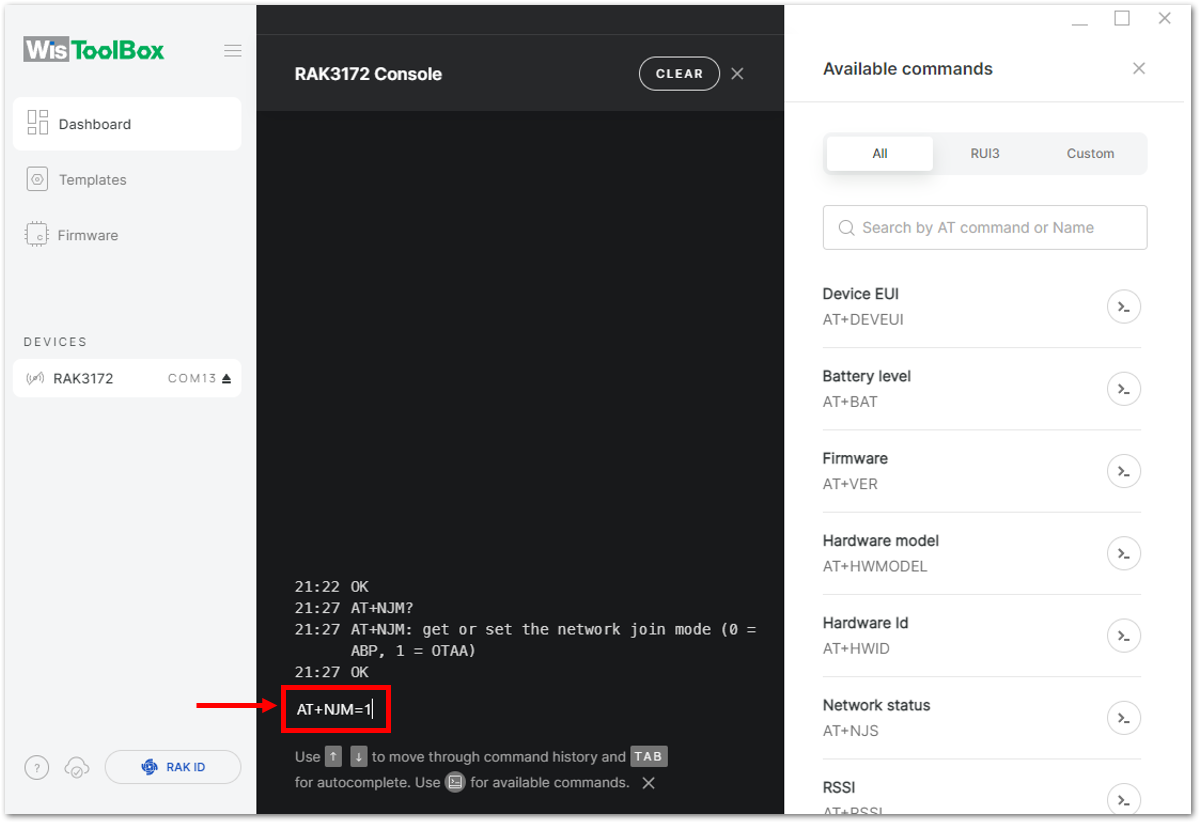 WisToolBox
Dashboard
Templates
Firmware
DEVICES
RAK3172 COM13
?
RAK ID
RAK3172 Console
CLEAR
21:22 OK
21:27 AT+NJM?
21:27 AT+NJM: get or set the network join mode (0 =
ABP, 1 = OTAA)
21:27 OK
AT+NJM=1
Use ↑ ↓ to move through command history and TAB
for autocomplete. Use for available commands.
Available commands
All RUI3 Custom
Search by AT command or Name
Device EUI
AT+DEVEUI
Battery level
AT+BAT
Firmware
AT+VER
Hardware model
AT+HWMODEL
Hardware Id
AT+HWID
Network status
AT+NJS
RSSI
AT+RSSI